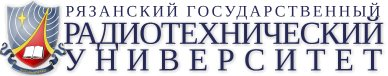 РЯЗАНСКИЙ ГОСУДАРСТВЕННЫЙ
РАДИОТЕХНИЧЕСКИЙ
УНИВЕРСИТЕТ